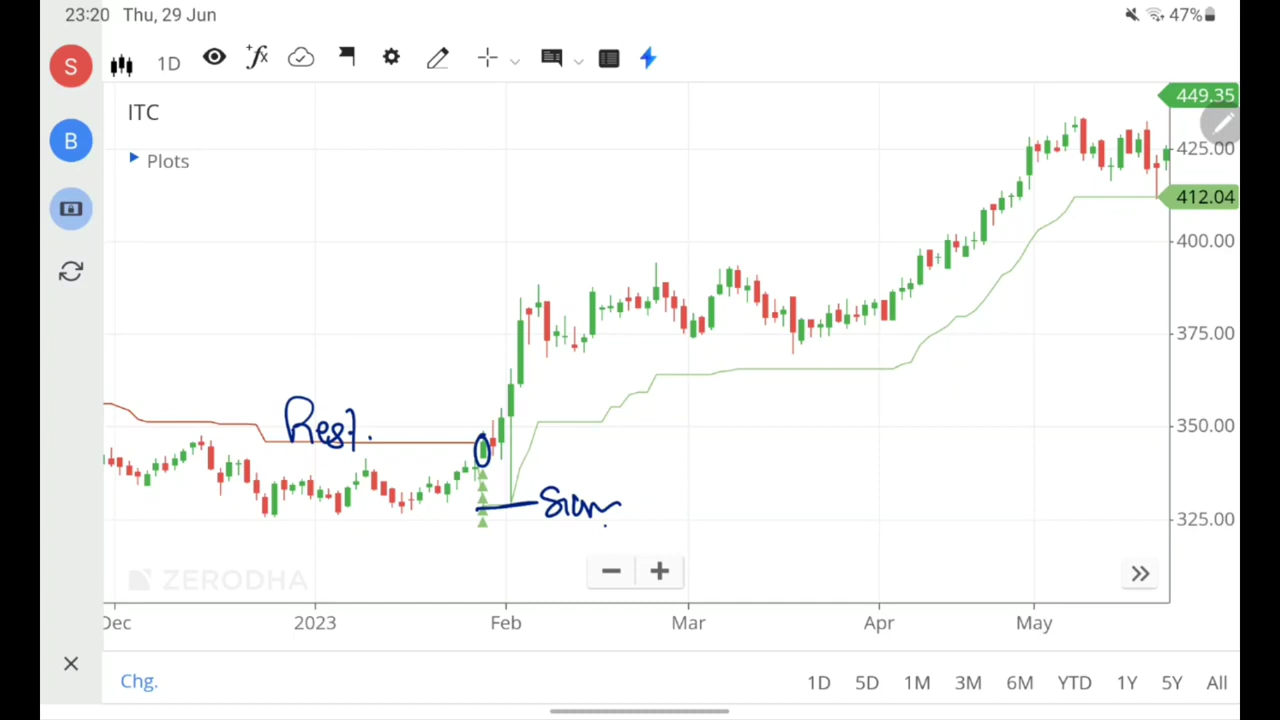 23:20 Thu, 29 Jun 47%
S 1D
449.35
ITC
B
425.00
Plots
412.04
400.00
375.00
Rest.
350.00
325.00
ZERODHA
Dec 2023 Feb Mar Apr May
Chg. 1D 5D 1M 3M 6M YTD 1Y 5Y All